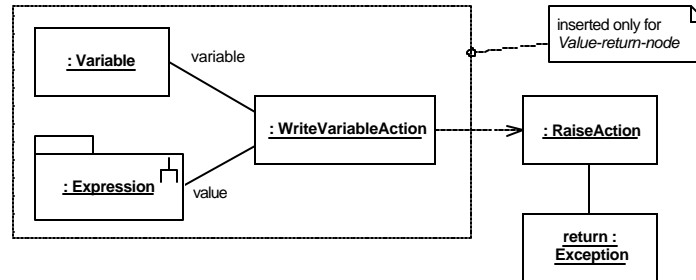 inserted only for
Value-return-node
: Variable
variable
: WriteVariableAction
: RaiseAction
: Expression
value
return :
Exception